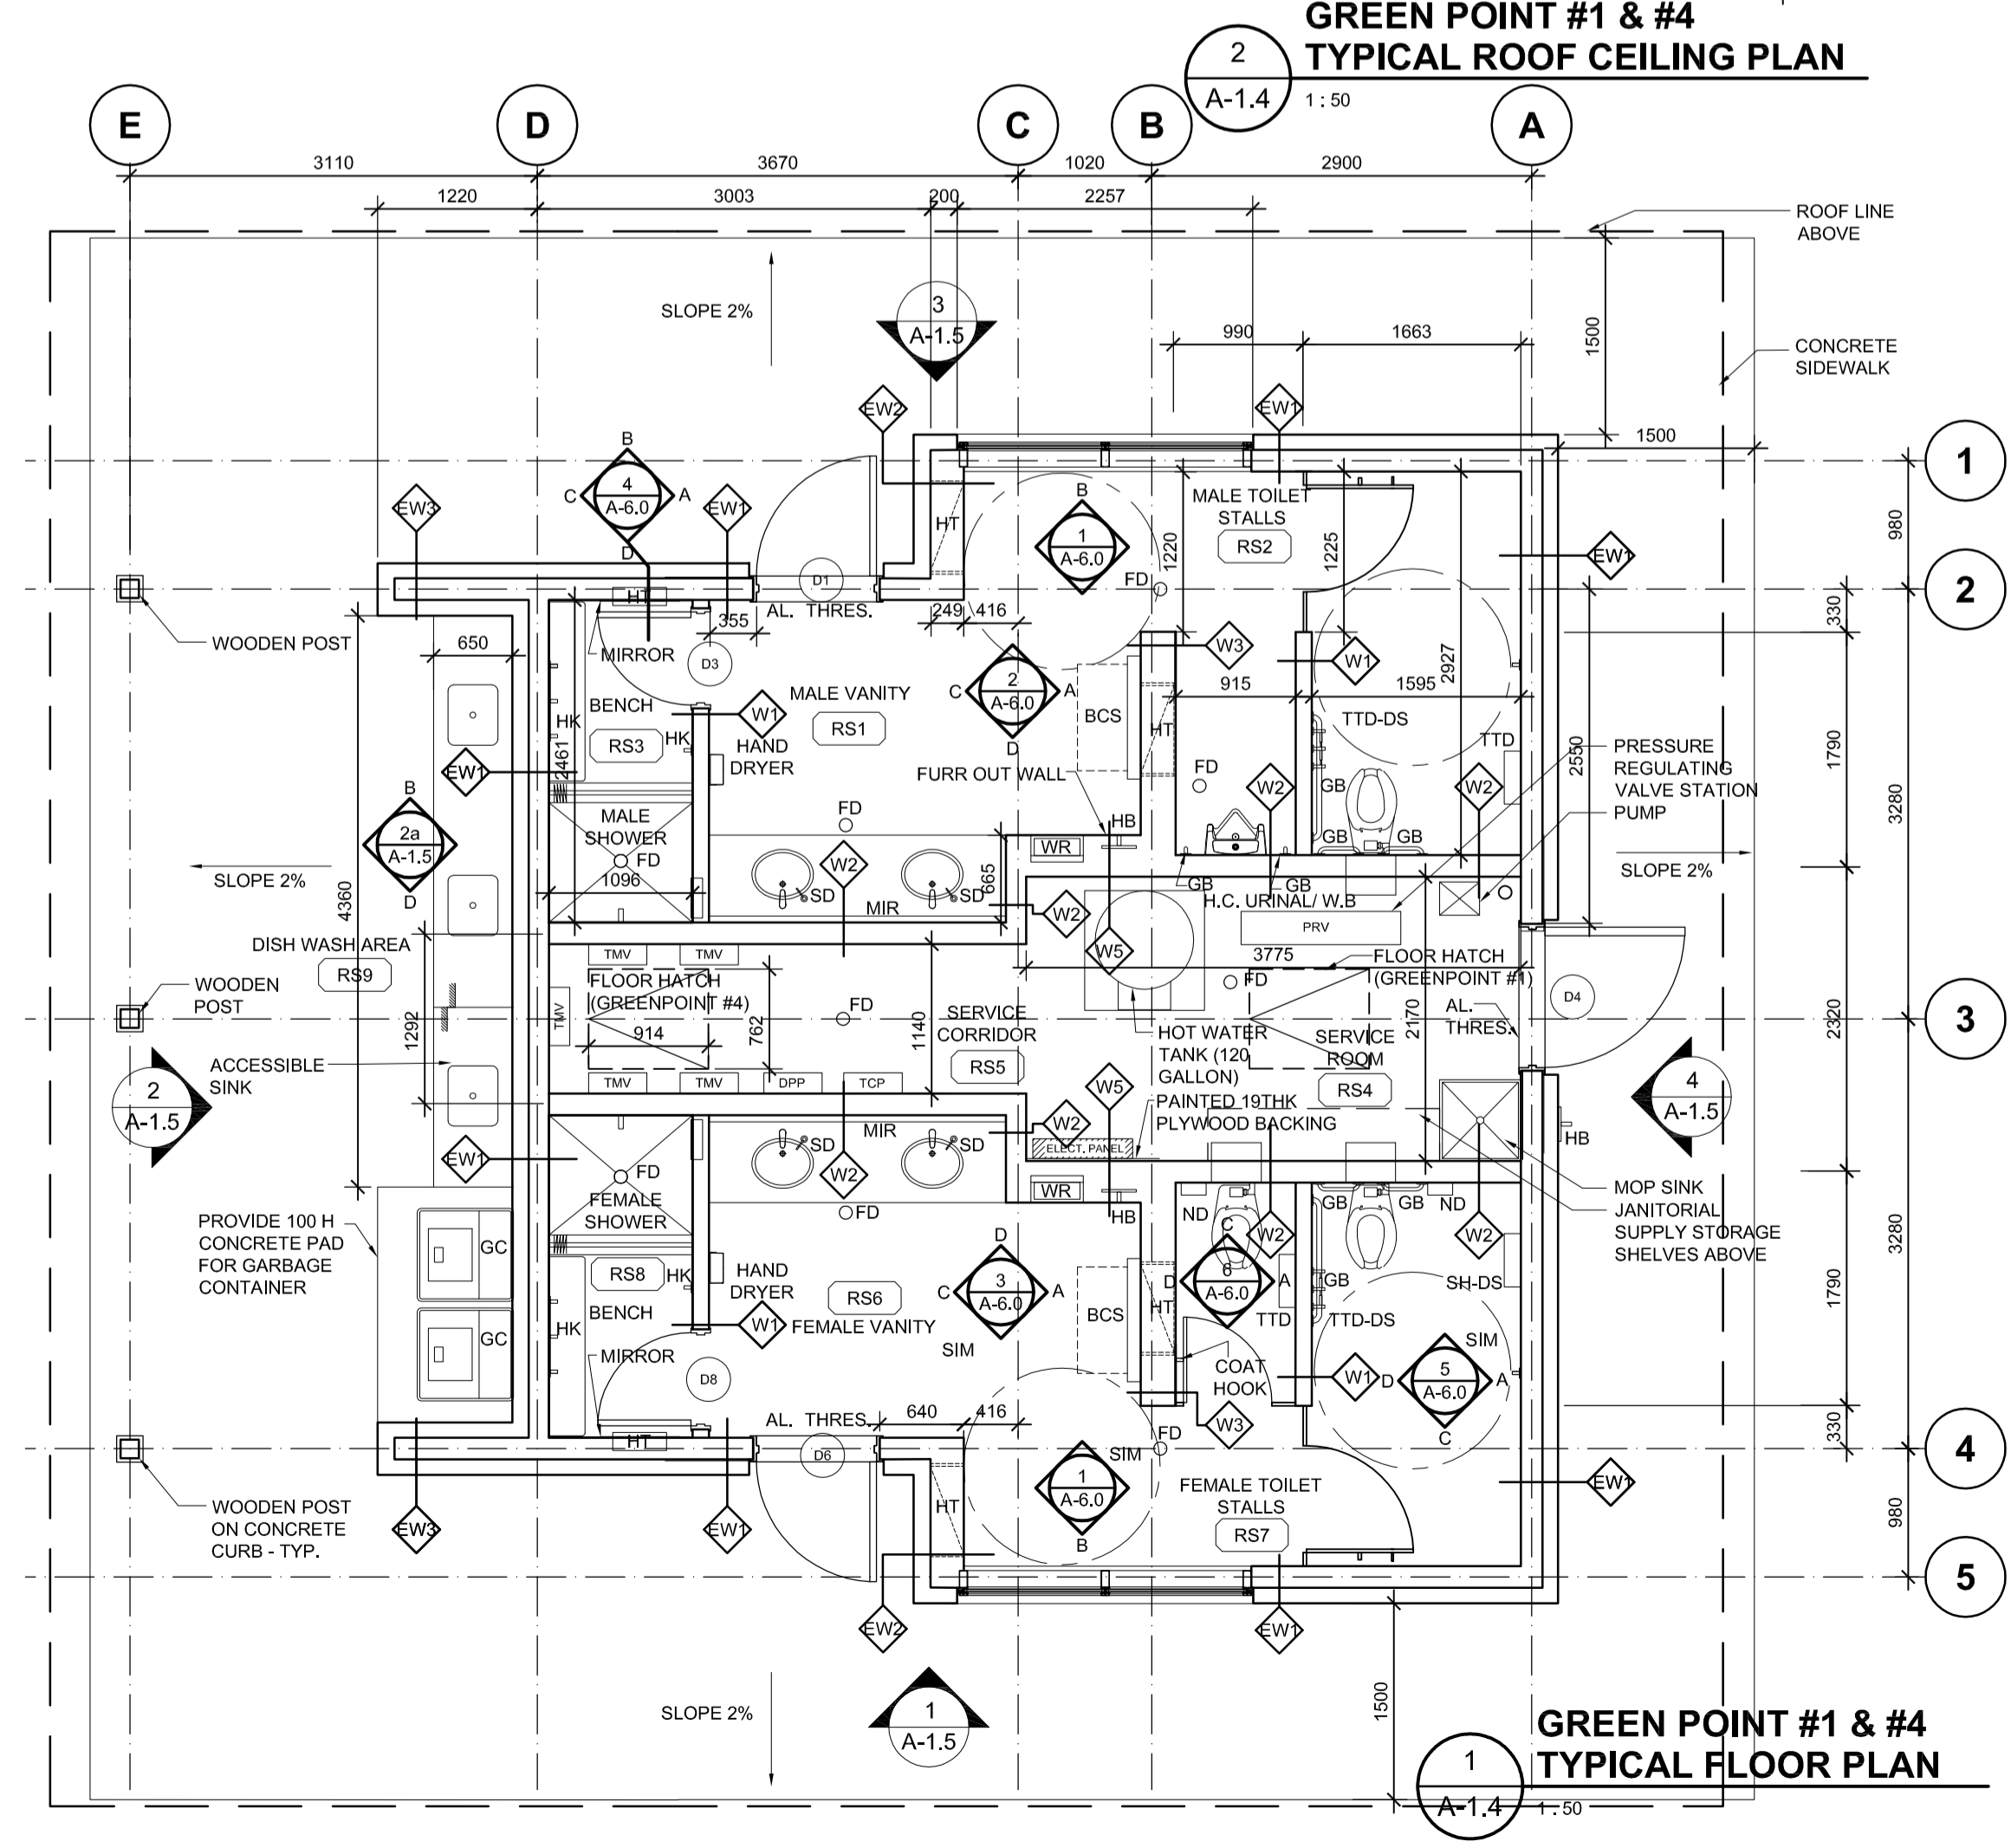 GREEN POINT #1 & #4
TYPICAL ROOF CEILING PLAN
2
A-1.4
1 : 50
E
D
C
B
A
3110
3670
1020
2900
1220
3003
200
2257
ROOF LINE
ABOVE
SLOPE 2%
3
A-1.5
990
1663
1500
CONCRETE
SIDEWALK
EW2
EW1
1500
1
B
4
A-6.0
C
A
D
EW3
EW1
HT
B
1
A-6.0
MALE TOILET
STALLS
RS2
1220
1225
EW1
980
D1
FD
2
HT
AL. THRES.
249
416
355
330
WOODEN POST
650
MIRROR
D3
W3
W1
2927
2
A-6.0
C
A
D
MALE VANITY
RS1
915
1595
BENCH
W1
BCS
HT
TTD-DS
TTD
HK
RS3
HK
HAND
DRYER
2461
FURR OUT WALL
FD
2550
1790
PRESSURE
REGULATING
VALVE STATION
PUMP
EW1
W2
GB
W2
3280
B
2a
A-1.5
D
MALE
SHOWER
FD
FD
HB
GB
GB
WR
SLOPE 2%
1096
W2
665
SLOPE 2%
4360
SD
SD
GB
GB
MIR
W2
H.C. URINAL/ W.B
PRV
DISH WASH AREA
RS9
TMV
TMV
W5
3775
FLOOR HATCH
(GREENPOINT #1)
WOODEN
POST
FLOOR HATCH
(GREENPOINT #4)
FD
FD
D4
TMV
914
762
1140
SERVICE
CORRIDOR
RS5
2170
AL.
THRES.
2320
3
1292
HOT WATER
TANK (120
GALLON)
SERVICE
ROOM
RS4
ACCESSIBLE
SINK
2
A-1.5
TMV
TMV
DPP
TCP
W5
4
A-1.5
PAINTED 19THK
PLYWOOD BACKING
W2
MIR
HB
EW1
SD
SD
W2
ELECT. PANEL
FD
FEMALE
SHOWER
FD
WR
HB
ND
GB
GB
ND
MOP SINK
JANITORIAL
SUPPLY STORAGE
SHELVES ABOVE
PROVIDE 100 H
CONCRETE PAD
FOR GARBAGE
CONTAINER
GC
W2
W2
3280
D
3
A-6.0
C
A
C
6
A-6.0
D
A
RS8
HK
HAND
DRYER
RS6
FEMALE VANITY
BCS
HT
GB
SH-DS
BENCH
HK
W1
TTD
TTD-DS
1790
GC
SIM
SIM
MIRROR
D8
COAT
HOOK
W1
D
5
A-6.0
A
C
AL. THRES.
640
416
W3
330
HT
D6
SIM
FD
4
1
A-6.0
B
FEMALE TOILET
STALLS
RS7
EW1
WOODEN POST
ON CONCRETE
CURB - TYP.
EW3
EW1
HT
980
5
EW2
EW1
SLOPE 2%
1
A-1.5
1500
GREEN POINT #1 & #4
TYPICAL FLOOR PLAN
1
A-1.4
1 : 50